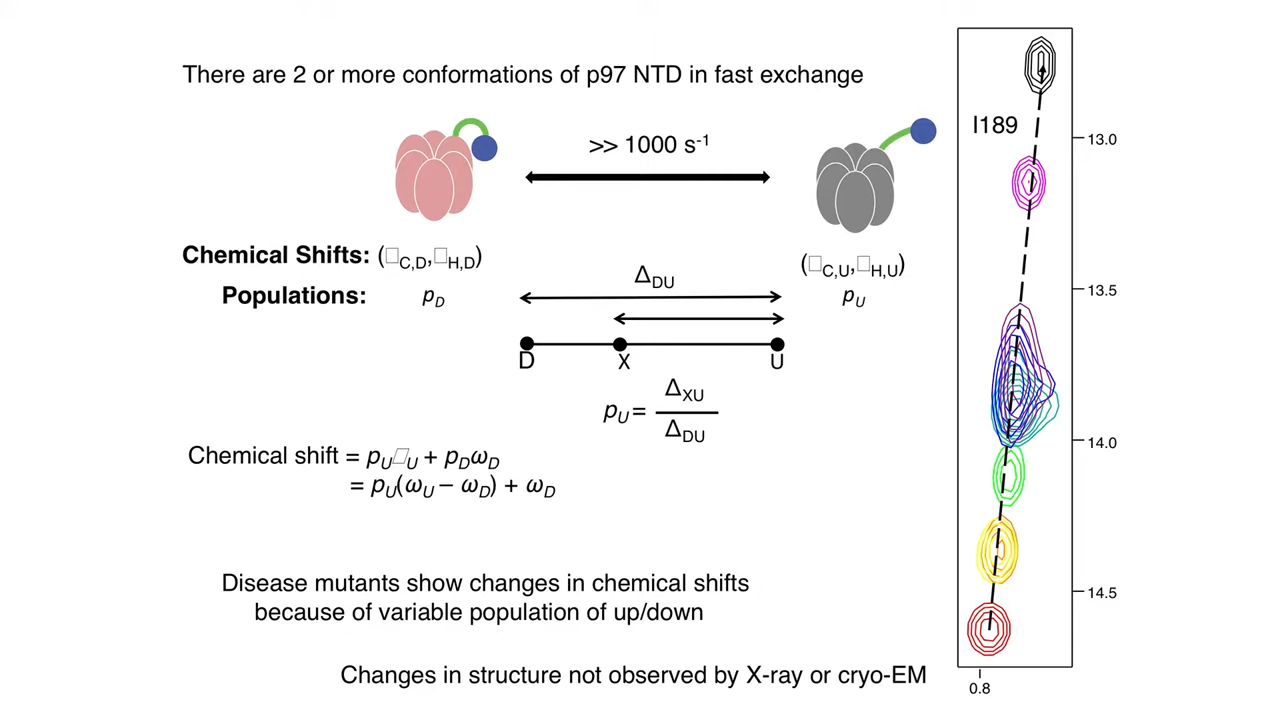 There are 2 or more conformations of p97 NTD in fast exchange
>> 1000 s⁻¹
I189
13.0
Chemical Shifts: (□C,D,□H,D)
(□C,U,□H,U)
ΔDU
Populations: pD
pU
13.5
D X U
pU = ΔXU / ΔDU
14.0
Chemical shift = pU□U + pDωD
= pU(ωU − ωD) + ωD
Disease mutants show changes in chemical shifts
because of variable population of up/down
14.5
Changes in structure not observed by X-ray or cryo-EM
0.8